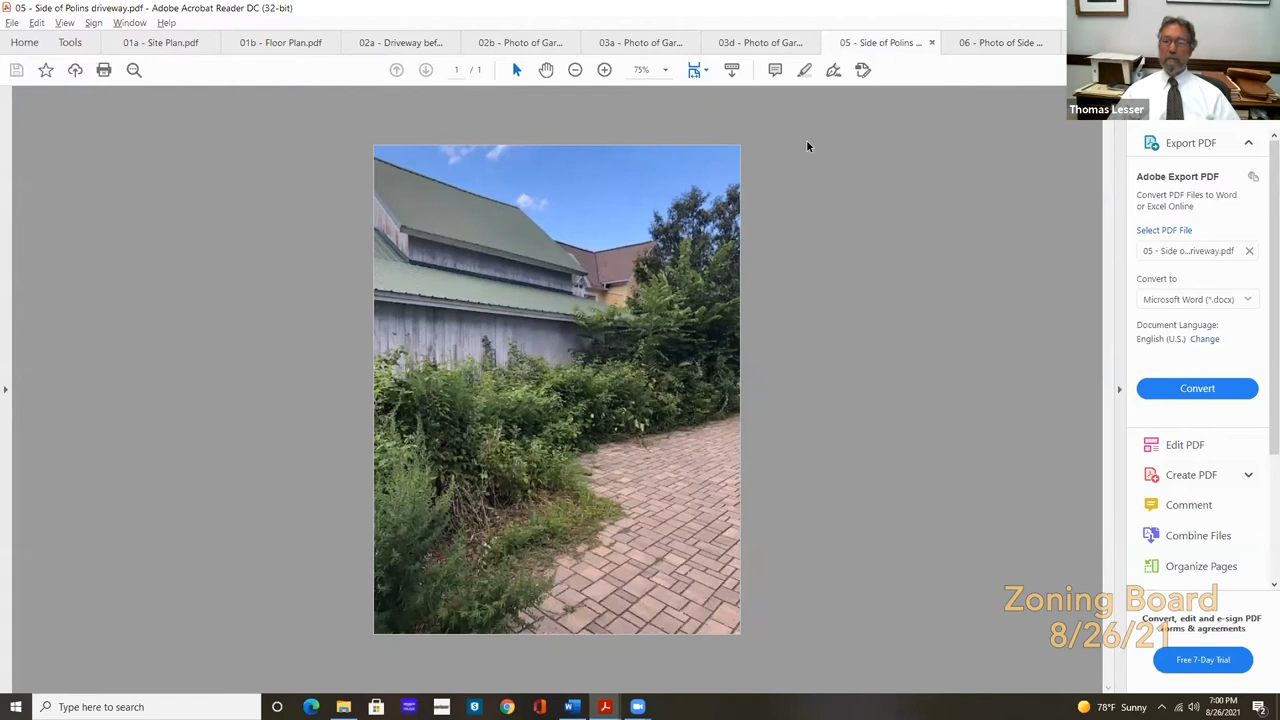 05 - Side of Polins driveway.pdf - Adobe Acrobat Reader DC (32-bit)
File Edit View Sign Window Help
Home Tools 01a - Site Plan.pdf 01b - Floor Plan.pdf 02a - Driveway bef... 02b - Photo of Gar... 03a - Photo of Gar... 03d - Photo of Gar... 05 - Side of Polins ... 06 - Photo of Side ...
1 / 1 75%
Thomas Lesser
Export PDF
Adobe Export PDF
Convert PDF Files to Word
or Excel Online
Select PDF File
05 - Side o...riveway.pdf
Convert to
Microsoft Word (*.docx)
Document Language:
English (U.S.) Change
Convert
Edit PDF
Create PDF
Comment
Combine Files
Organize Pages
Zoning Board
8/26/21
Convert, edit and e-sign PDF
forms & agreements
Free 7-Day Trial
Type here to search
78°F Sunny
7:00 PM
8/26/2021
2